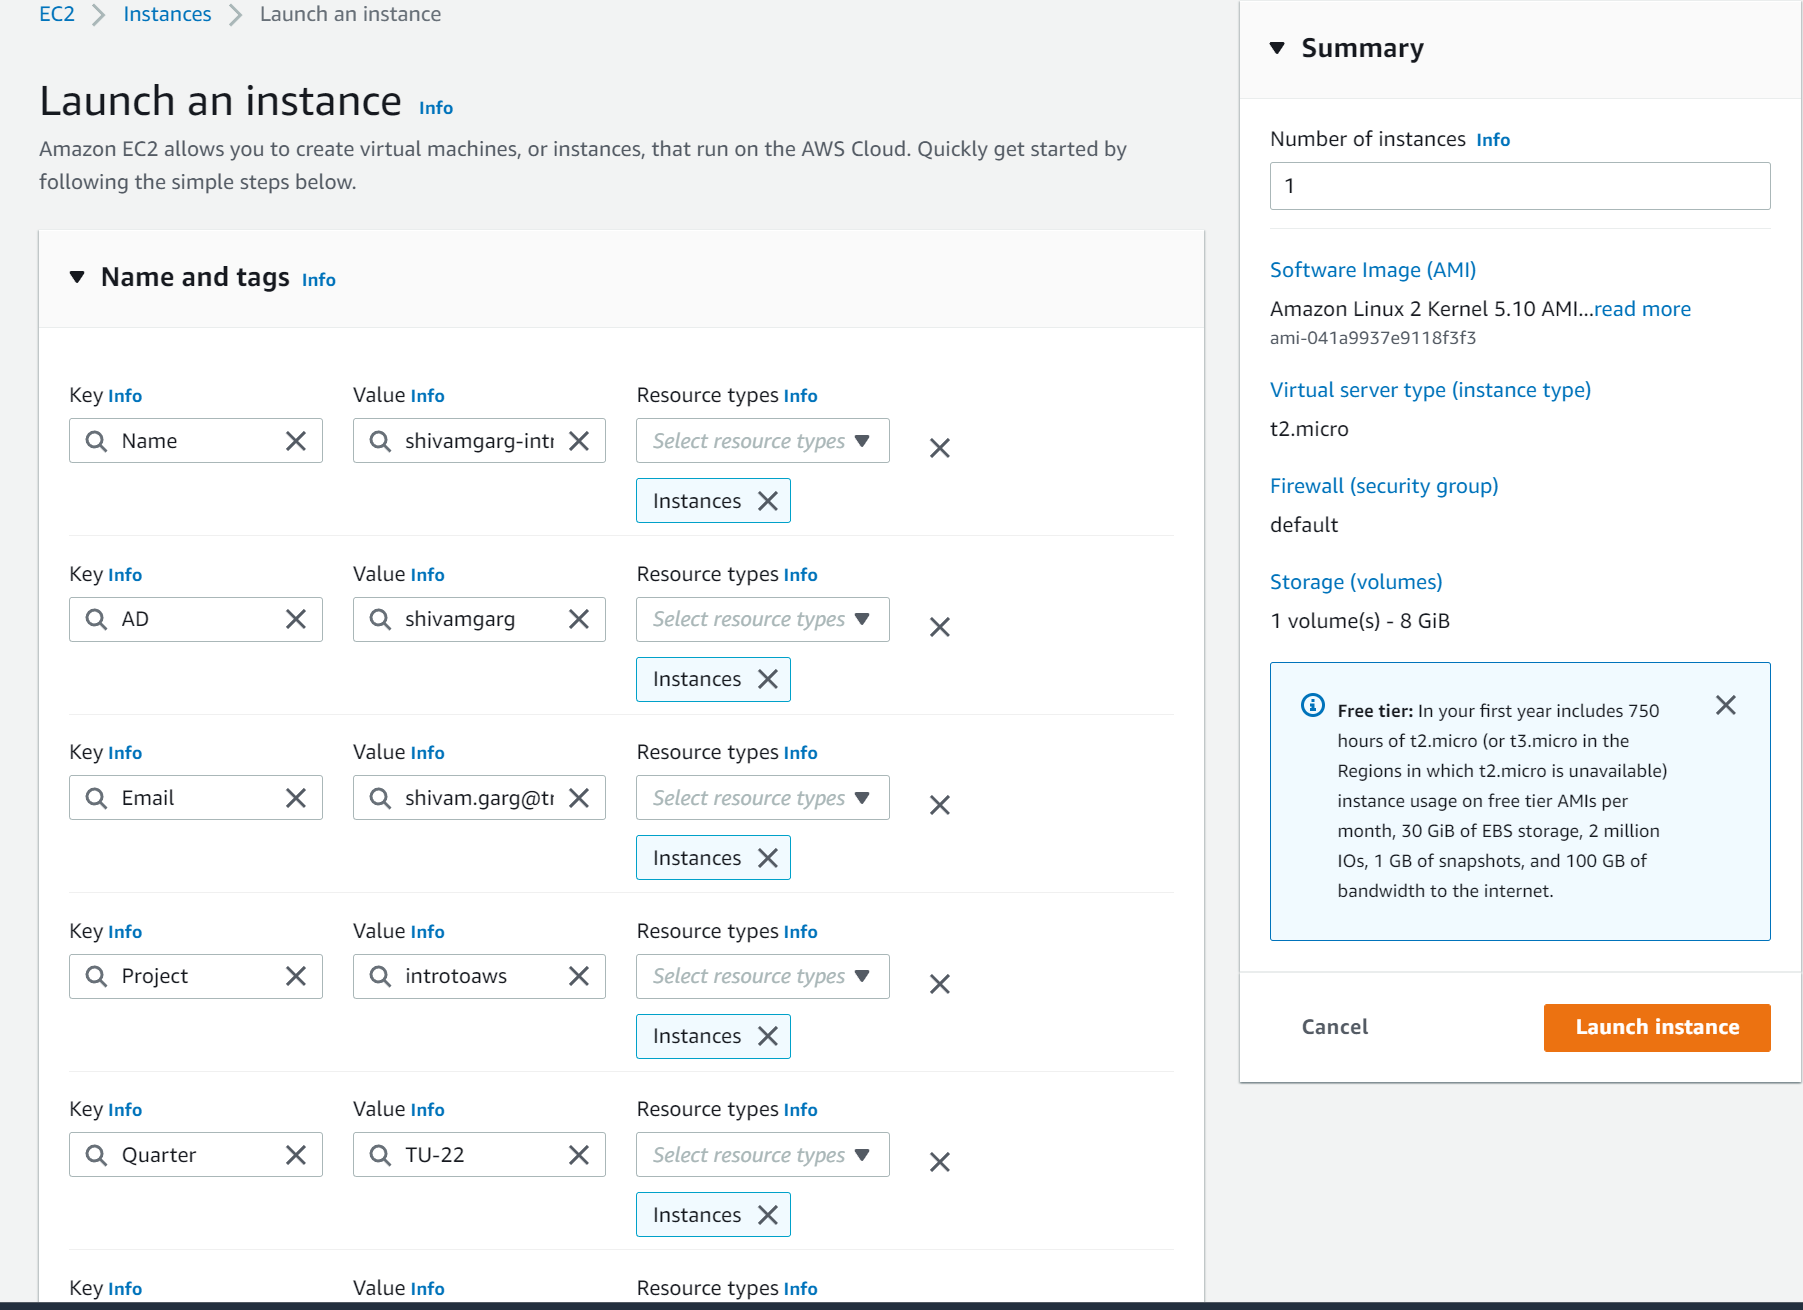 EC2 Instances Launch an instance
Launch an instance Info
Amazon EC2 allows you to create virtual machines, or instances, that run on the AWS Cloud. Quickly get started by
following the simple steps below.
Name and tags Info
Key Info Value Info Resource types Info
Name shivamgarg-intr Select resource types
Instances
Key Info Value Info Resource types Info
AD shivamgarg Select resource types
Instances
Key Info Value Info Resource types Info
Email shivam.garg@tr Select resource types
Instances
Key Info Value Info Resource types Info
Project introtoaws Select resource types
Instances
Key Info Value Info Resource types Info
Quarter TU-22 Select resource types
Instances
Key Info Value Info Resource types Info
Summary
Number of instances Info
1
Software Image (AMI)
Amazon Linux 2 Kernel 5.10 AMI...read more
ami-041a9937e9118f3f3
Virtual server type (instance type)
t2.micro
Firewall (security group)
default
Storage (volumes)
1 volume(s) - 8 GiB
Free tier: In your first year includes 750
hours of t2.micro (or t3.micro in the
Regions in which t2.micro is unavailable)
instance usage on free tier AMIs per
month, 30 GiB of EBS storage, 2 million
IOs, 1 GB of snapshots, and 100 GB of
bandwidth to the internet.
Cancel Launch instance